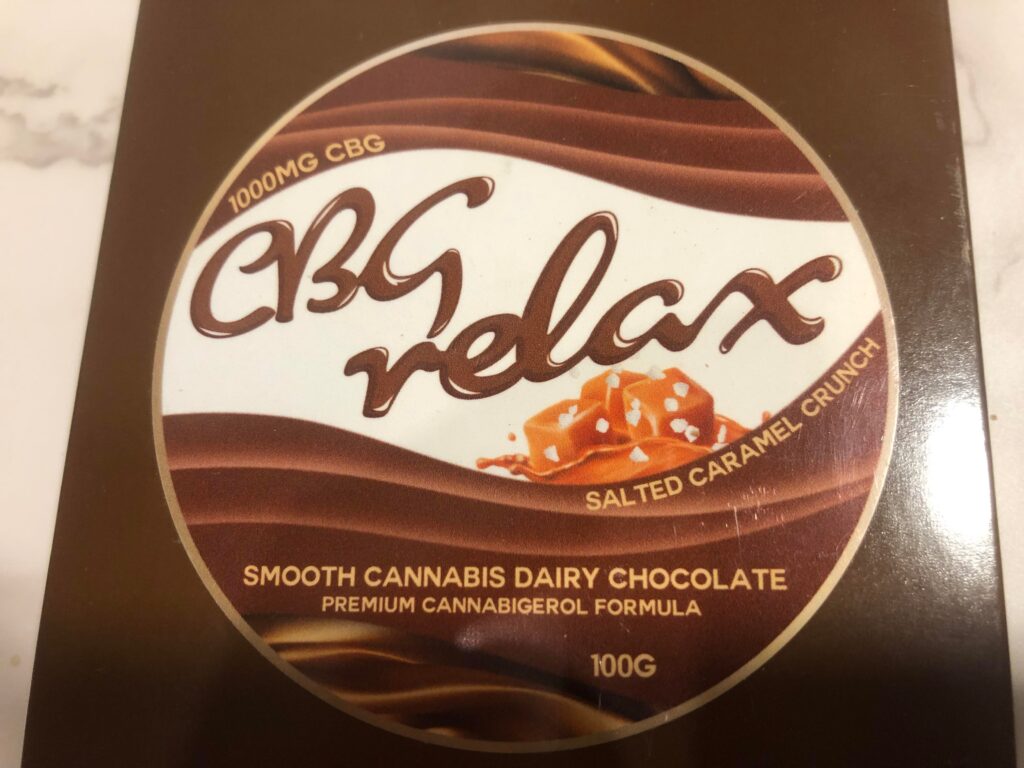 1000MG CBG
CBG
relax
SALTED CARAMEL CRUNCH
SMOOTH CANNABIS DAIRY CHOCOLATE
PREMIUM CANNABIGEROL FORMULA
100G